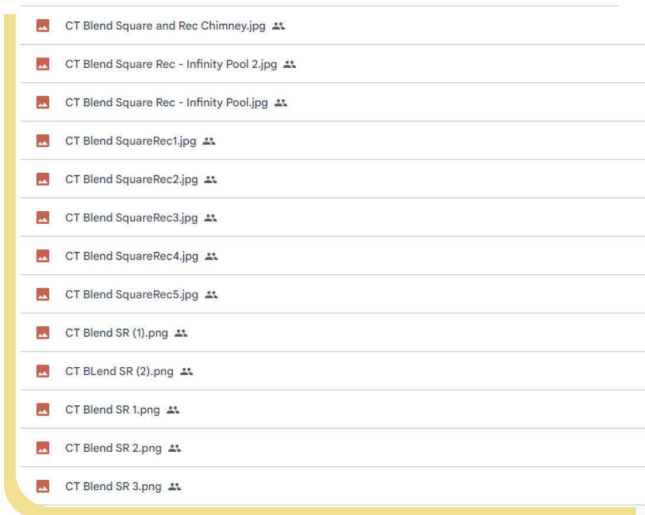 CT Blend Square and Rec Chimney.jpg
CT Blend Square Rec - Infinity Pool 2.jpg
CT Blend Square Rec - Infinity Pool.jpg
CT Blend SquareRec1.jpg
CT Blend SquareRec2.jpg
CT Blend SquareRec3.jpg
CT Blend SquareRec4.jpg
CT Blend SquareRec5.jpg
CT Blend SR (1).png
CT BLend SR (2).png
CT Blend SR 1.png
CT Blend SR 2.png
CT Blend SR 3.png